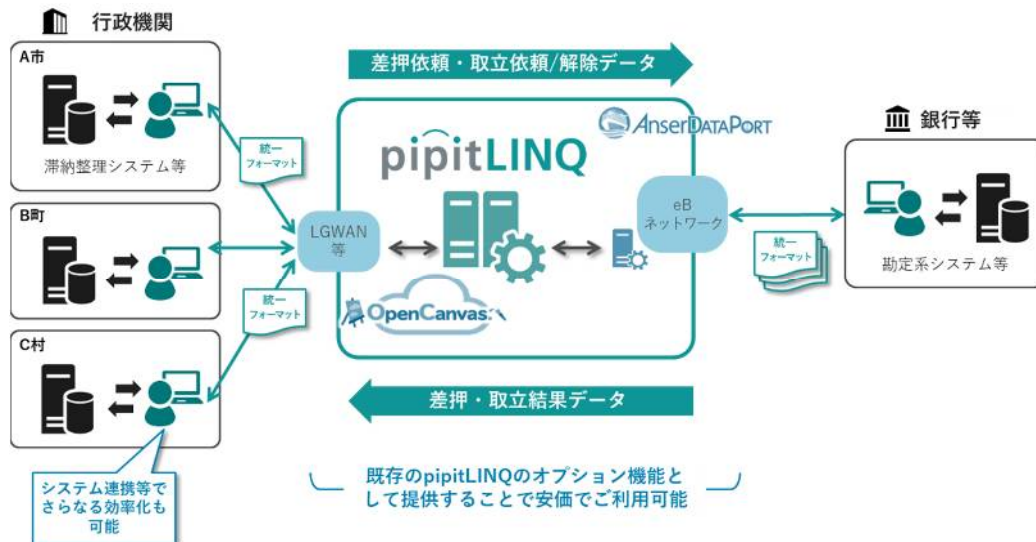 行政機関
A市
滞納整理システム等
B町
C村
システム連携等で
さらなる効率化も
可能
統一
フォーマット
統一
フォーマット
差押依頼・取立依頼/解除データ
pipitLINQ
AnserDATAPORT
LGWAN
等
eB
ネットワーク
OpenCanvas
差押・取立結果データ
既存のpipitLINQのオプション機能と
して提供することで安価でご利用可能
銀行等
統一
フォーマット
勘定系システム等